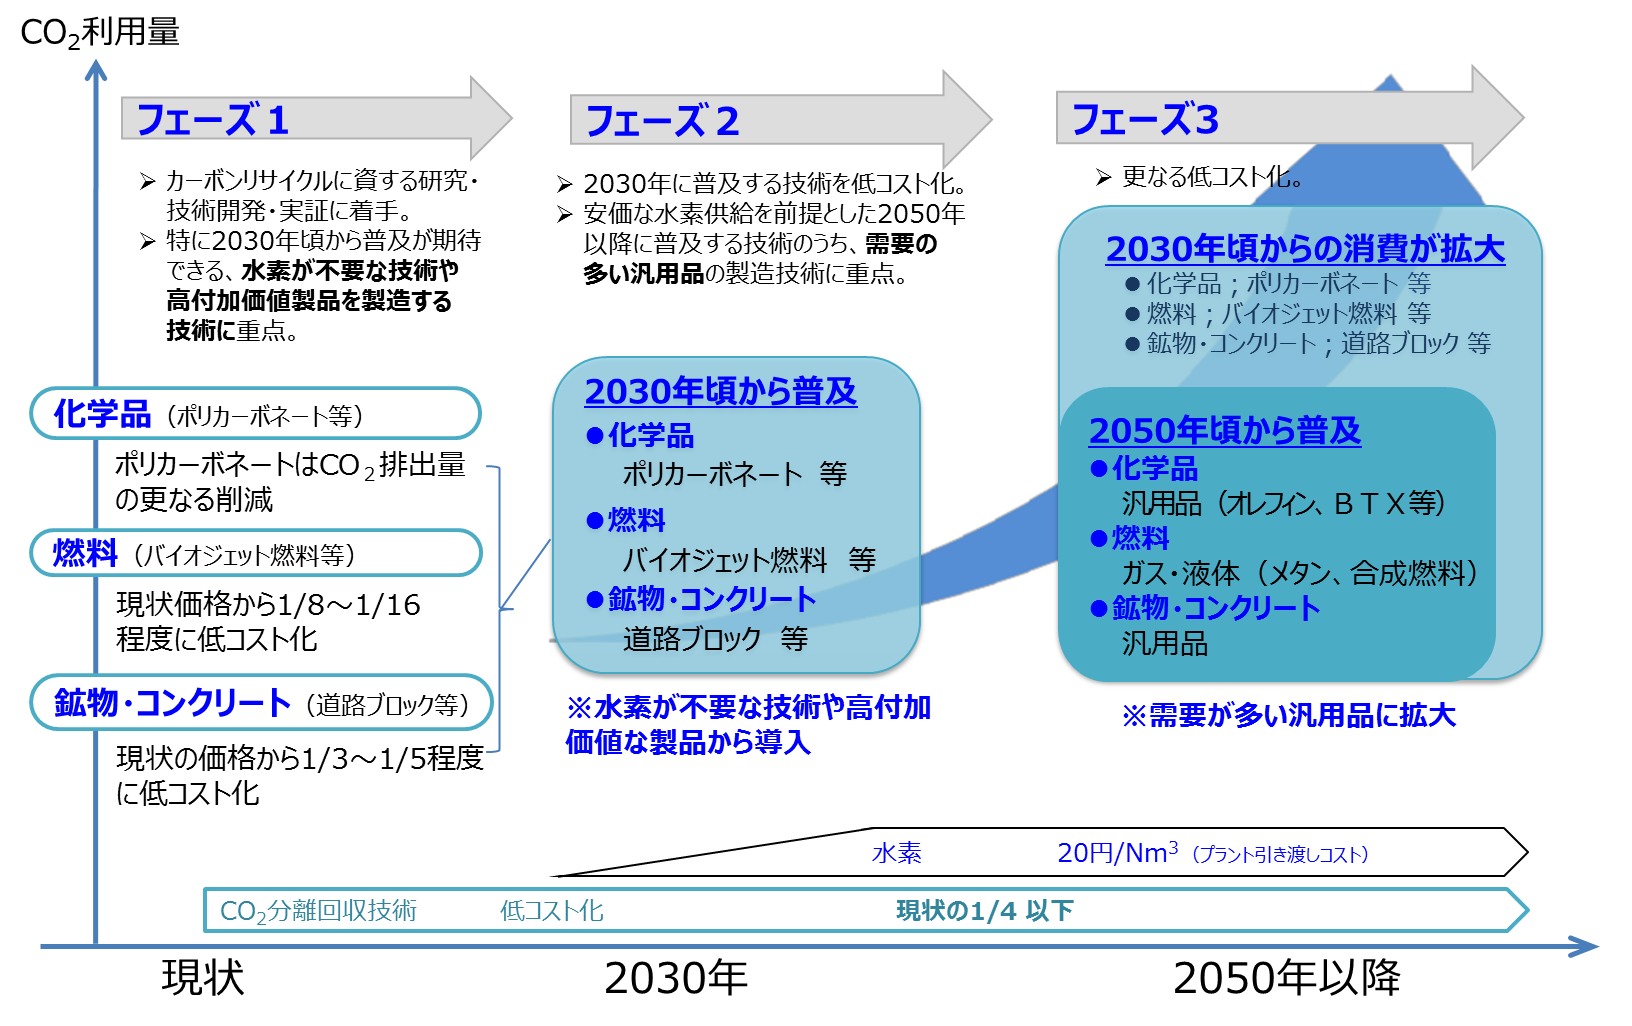 CO2利用量
フェーズ１
➢ カーボンリサイクルに資する研究・
技術開発・実証に着手。
➢ 特に2030年頃から普及が期待
できる、水素が不要な技術や
高付加価値製品を製造する
技術に重点。
化学品（ポリカーボネート等）
ポリカーボネートはCO2排出量
の更なる削減
燃料（バイオジェット燃料等）
現状価格から1/8～1/16
程度に低コスト化
鉱物・コンクリート（道路ブロック等）
現状の価格から1/3～1/5程度
に低コスト化
フェーズ２
➢ 2030年に普及する技術を低コスト化。
➢ 安価な水素供給を前提とした2050年
以降に普及する技術のうち、需要の
多い汎用品の製造技術に重点。
2030年頃から普及
●化学品
ポリカーボネート　等
●燃料
バイオジェット燃料　等
●鉱物・コンクリート
道路ブロック　等
※水素が不要な技術や高付加
価値な製品から導入
フェーズ3
➢ 更なる低コスト化。
2030年頃からの消費が拡大
● 化学品；ポリカーボネート 等
● 燃料；バイオジェット燃料 等
● 鉱物・コンクリート；道路ブロック 等
2050年頃から普及
●化学品
汎用品（オレフィン、ＢＴＸ等）
●燃料
ガス・液体（メタン、合成燃料）
●鉱物・コンクリート
汎用品
※需要が多い汎用品に拡大
水素　20円/Nm3（プラント引き渡しコスト）
CO2分離回収技術　低コスト化　現状の1/4 以下
現状　2030年　2050年以降